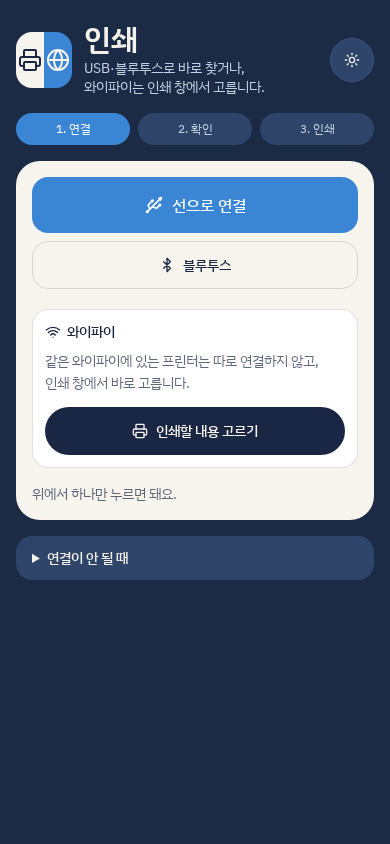 인쇄
USB·블루투스로 바로 찾거나,
와이파이는 인쇄 창에서 고릅니다.
1. 연결
2. 확인
3. 인쇄
선으로 연결
블루투스
와이파이
같은 와이파이에 있는 프린터는 따로 연결하지 않고,
인쇄 창에서 바로 고릅니다.
인쇄할 내용 고르기
위에서 하나만 누르면 돼요.
연결이 안 될 때